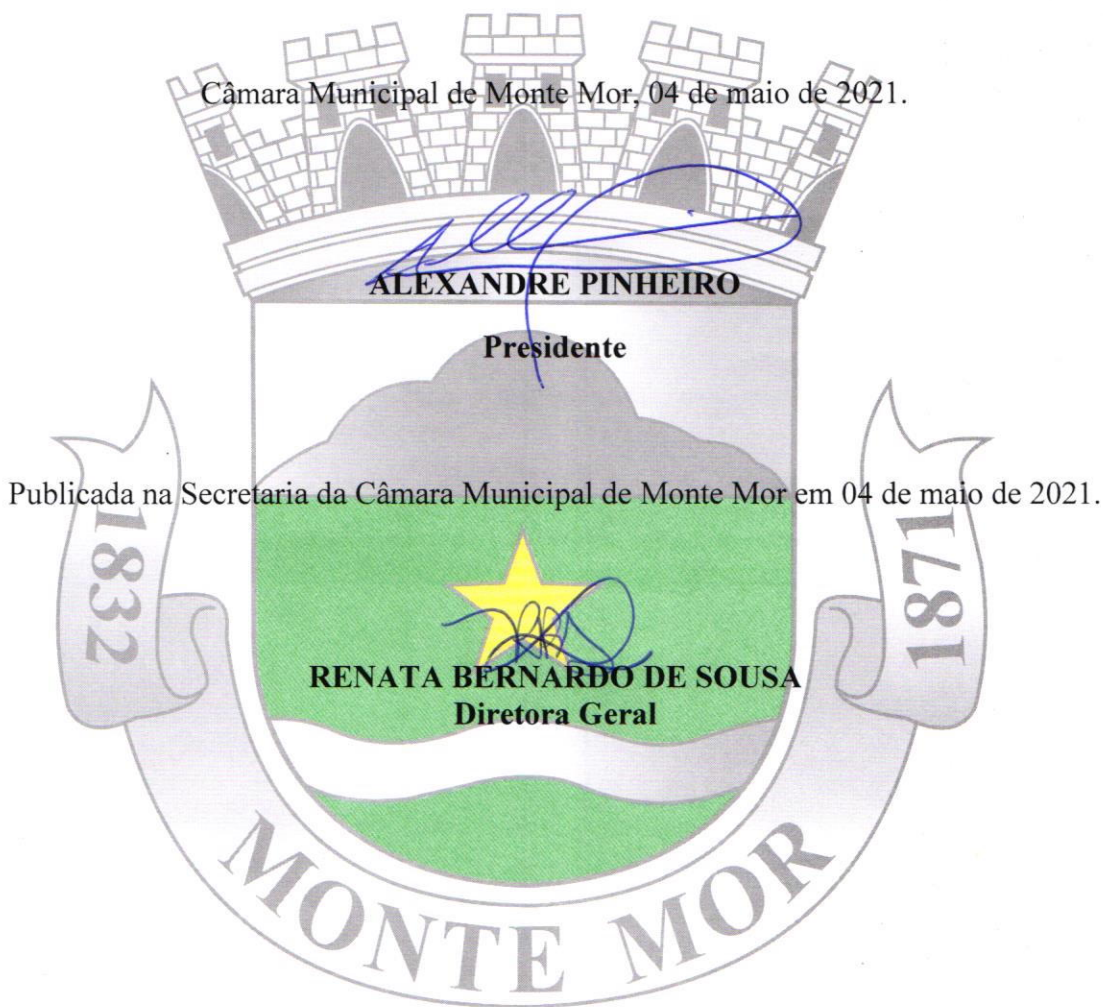 Câmara Municipal de Monte Mor, 04 de maio de 2021.
ALEXANDRE PINHEIRO
Presidente
Publicada na Secretaria da Câmara Municipal de Monte Mor em 04 de maio de 2021.
1832
1871
RENATA BERNARDO DE SOUSA
Diretora Geral
MONTE MOR